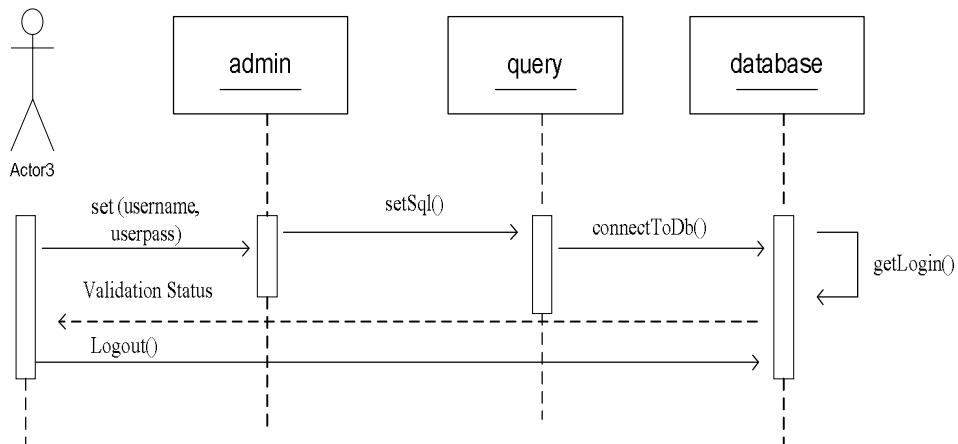 admin
query
database
Actor3
set (username,
userpass)
setSql()
connectToDb()
getLogin()
Validation Status
Logout()